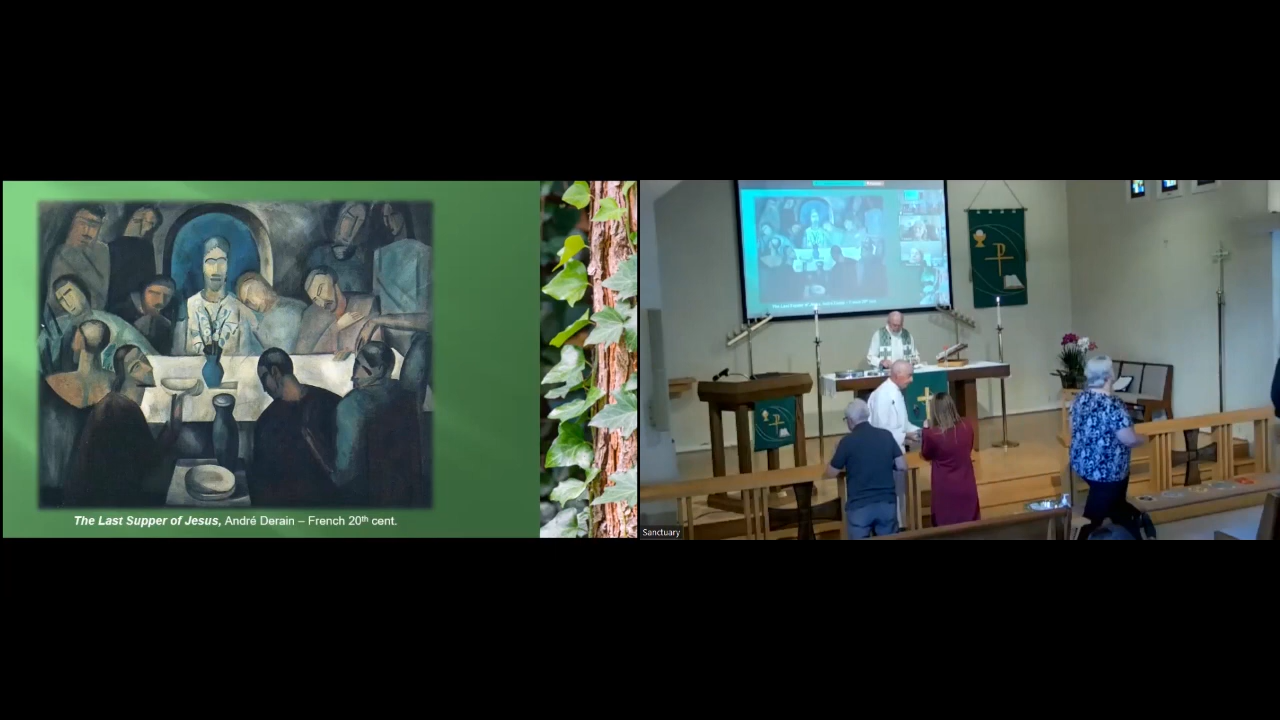 The Last Supper of Jesus, André Derain – French 20th cent.
Sanctuary